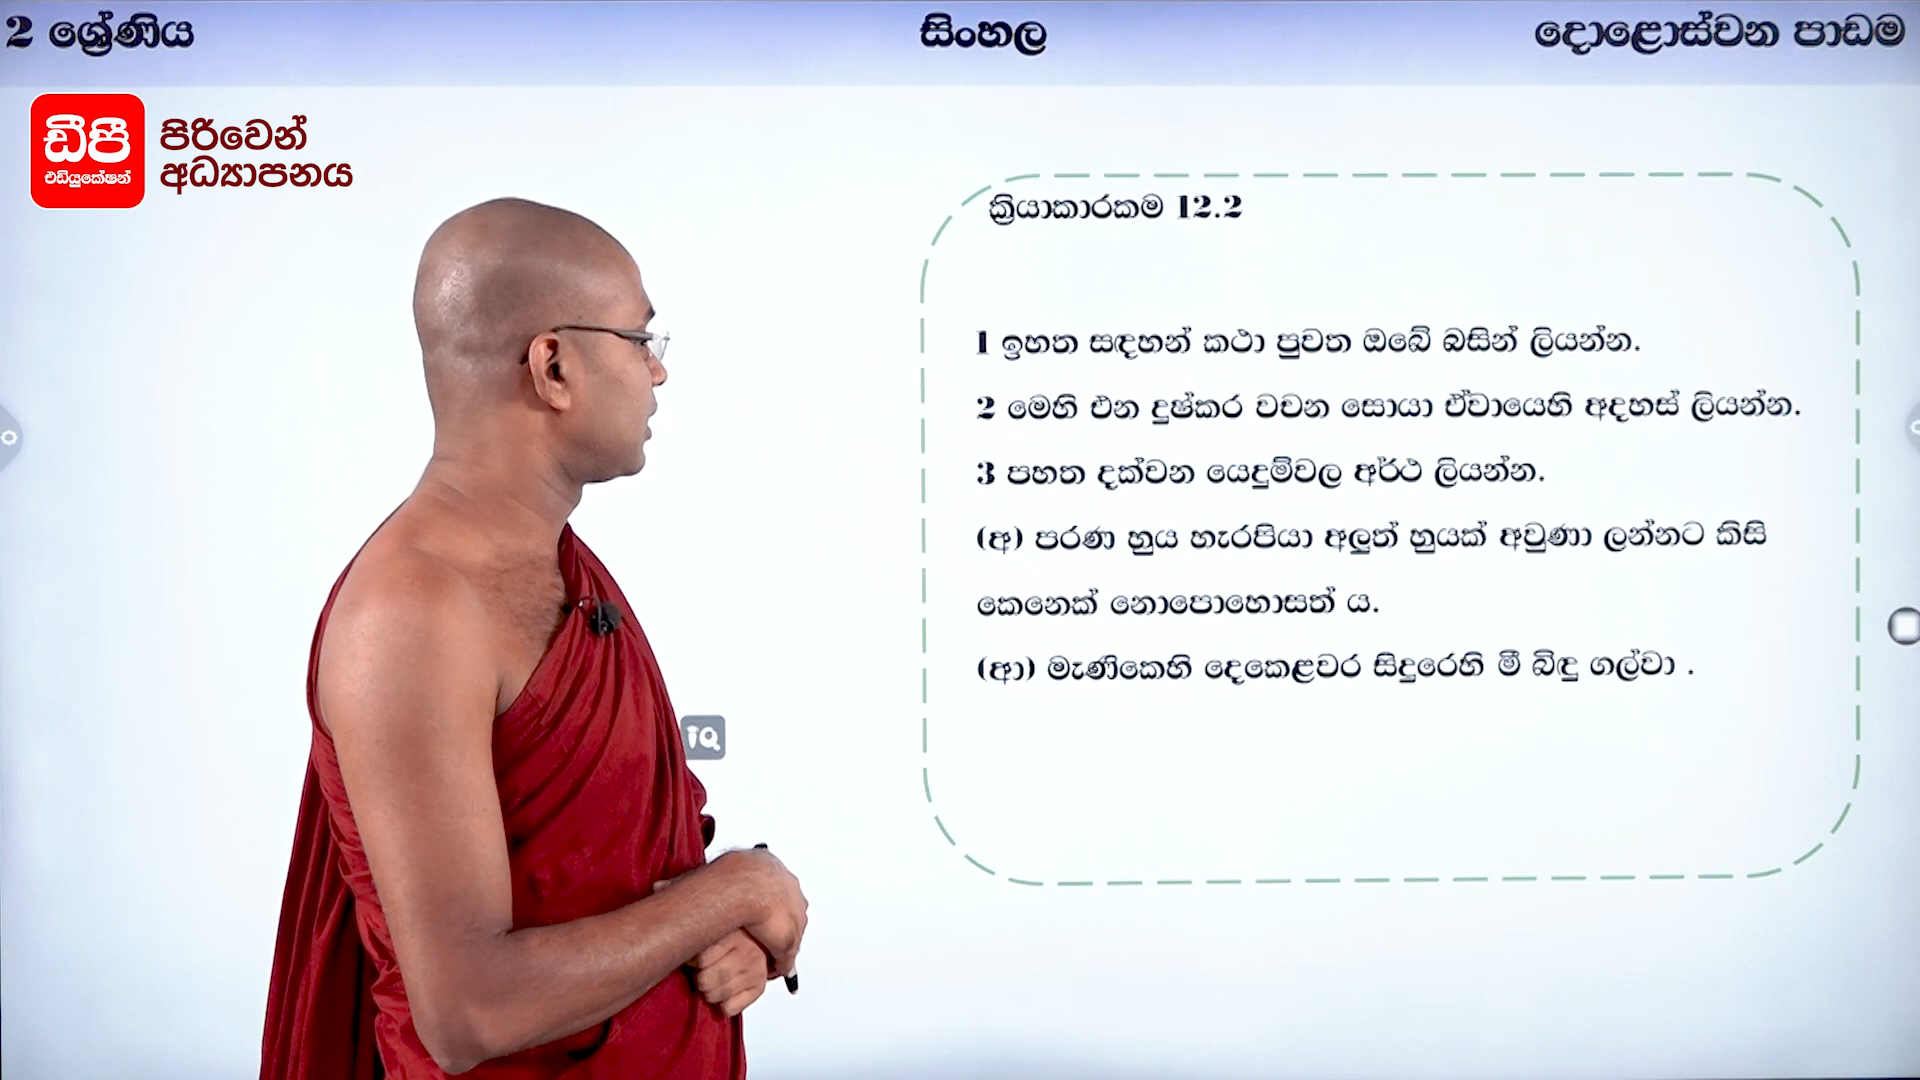 2 ශ්‍රේණිය
සිංහල
දොළොස්වන පාඩම
ඩීපී
එඩියුකේෂන්
පිරිවෙන්
අධ්‍යාපනය
ක්‍රියාකාරකම 12.2
1 ඉහත සඳහන් කථා පුවත ඔබේ බසින් ලියන්න.
2 මෙහි එන දුෂ්කර වචන සොයා ඒවායෙහි අදහස් ලියන්න.
3 පහත දක්වන යෙදුම්වල අර්ථ ලියන්න.
(අ) පරණ හුය හැරපියා අලුත් හුයක් අවුණා ලන්නට කිසි
කෙනෙක් නොපොහොසත් ය.
(ආ) මැණිකෙහි දෙකෙළවර සිදුරෙහි මී බිඳු ගල්වා .
IQ